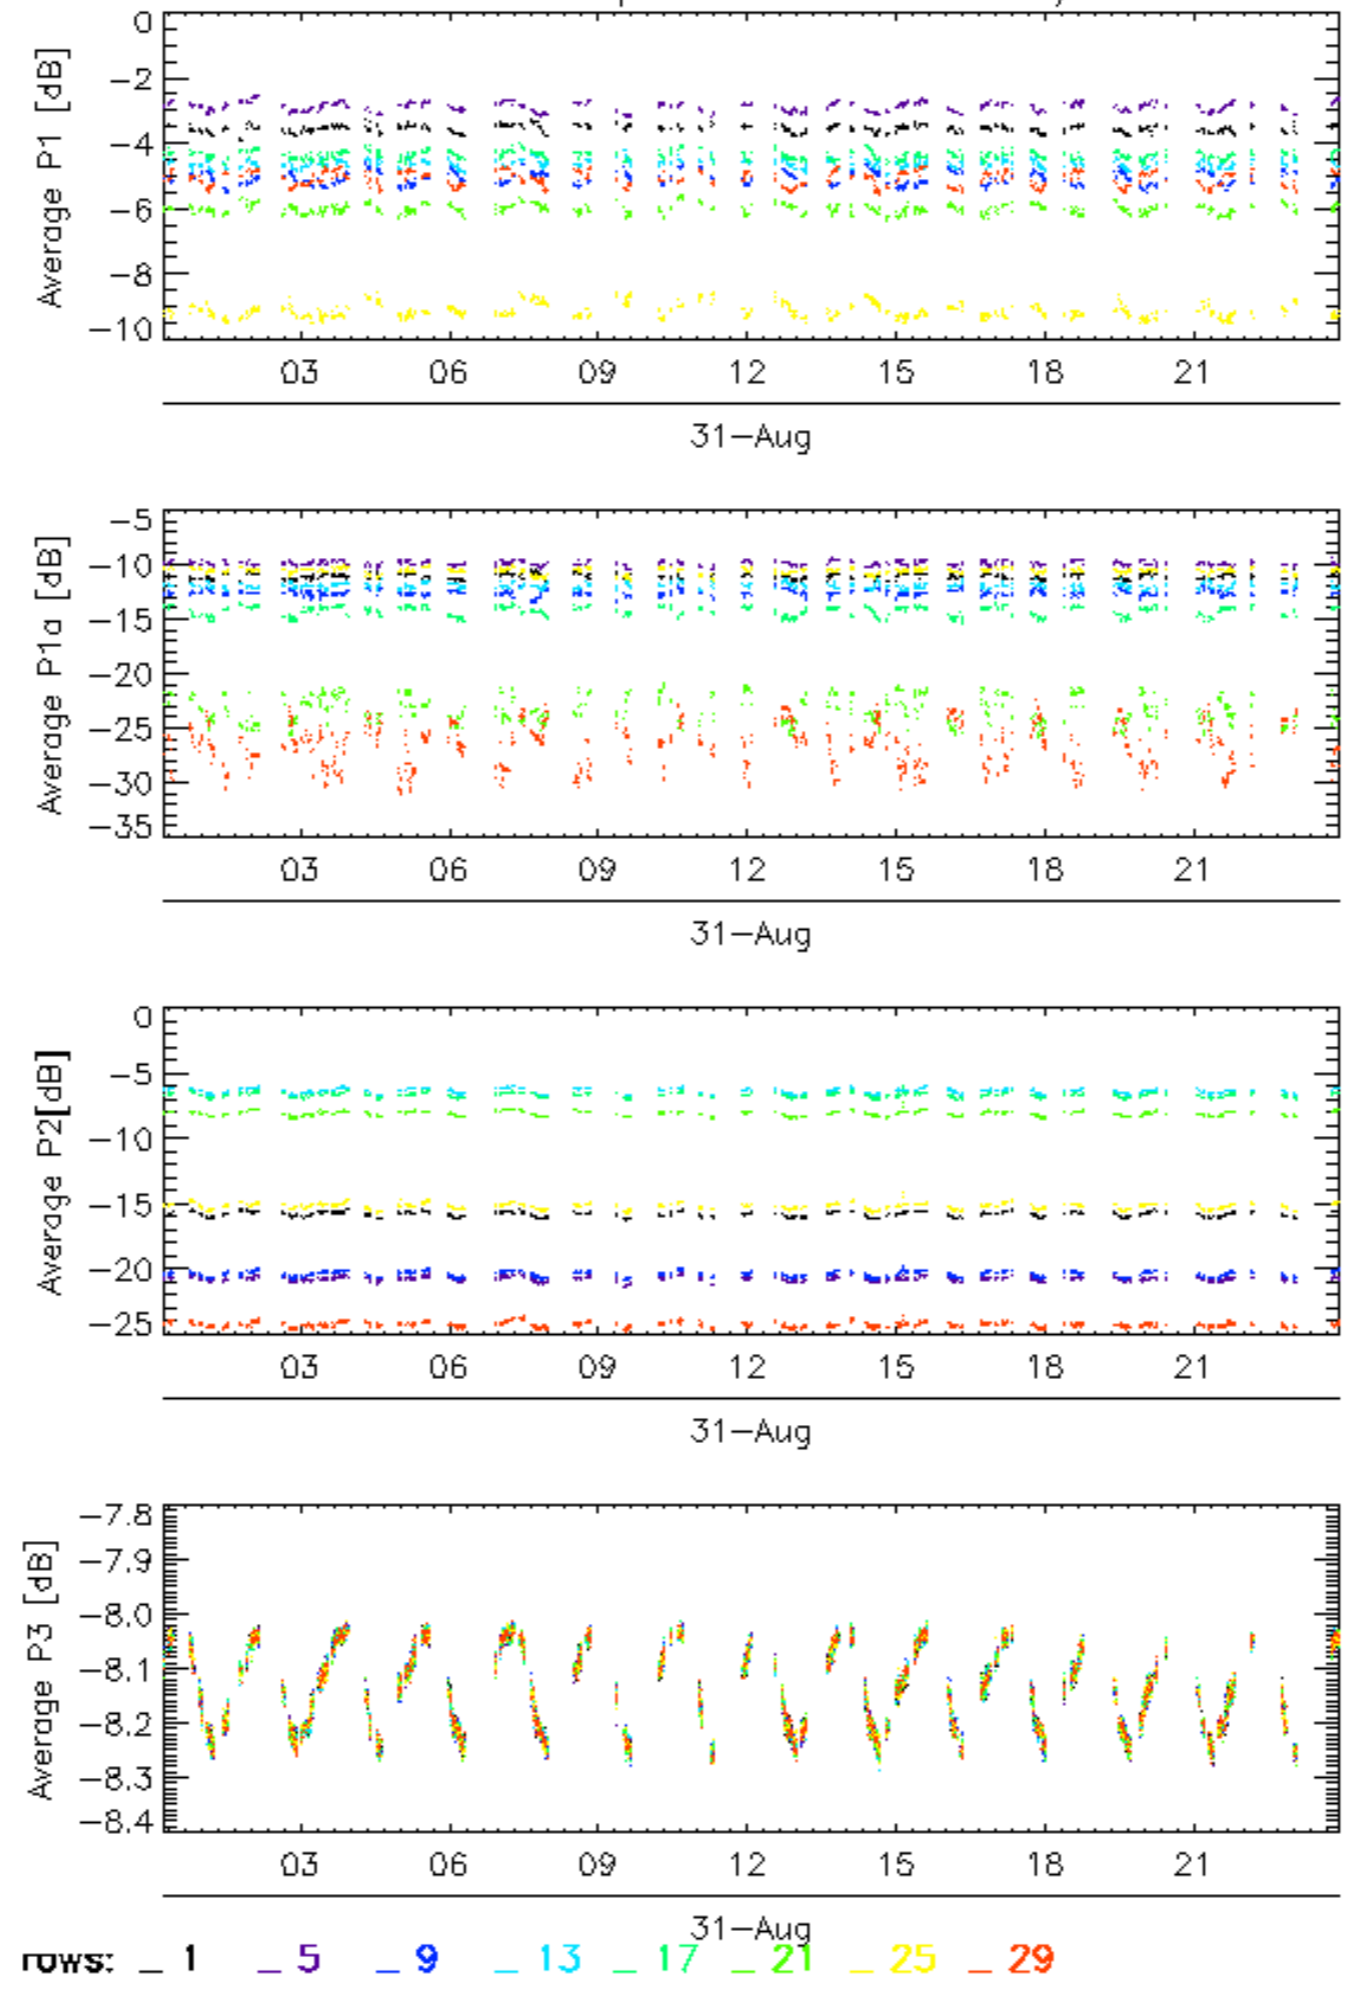 Average P1 [dB]
0
−2
−4
−6
−8
−10
03 06 09 12 15 18 21
31−Aug
Average P1a [dB]
−5
−10
−15
−20
−25
−30
−35
03 06 09 12 15 18 21
31−Aug
Average P2[dB]
0
−5
−10
−15
−20
−25
03 06 09 12 15 18 21
31−Aug
Average P3 [dB]
−7.8
−7.9
−8.0
−8.1
−8.2
−8.3
−8.4
03 06 09 12 15 18 21
31−Aug
rows: _ 1 _ 5 _ 9 _ 13 _ 17 _ 21 _ 25 _ 29